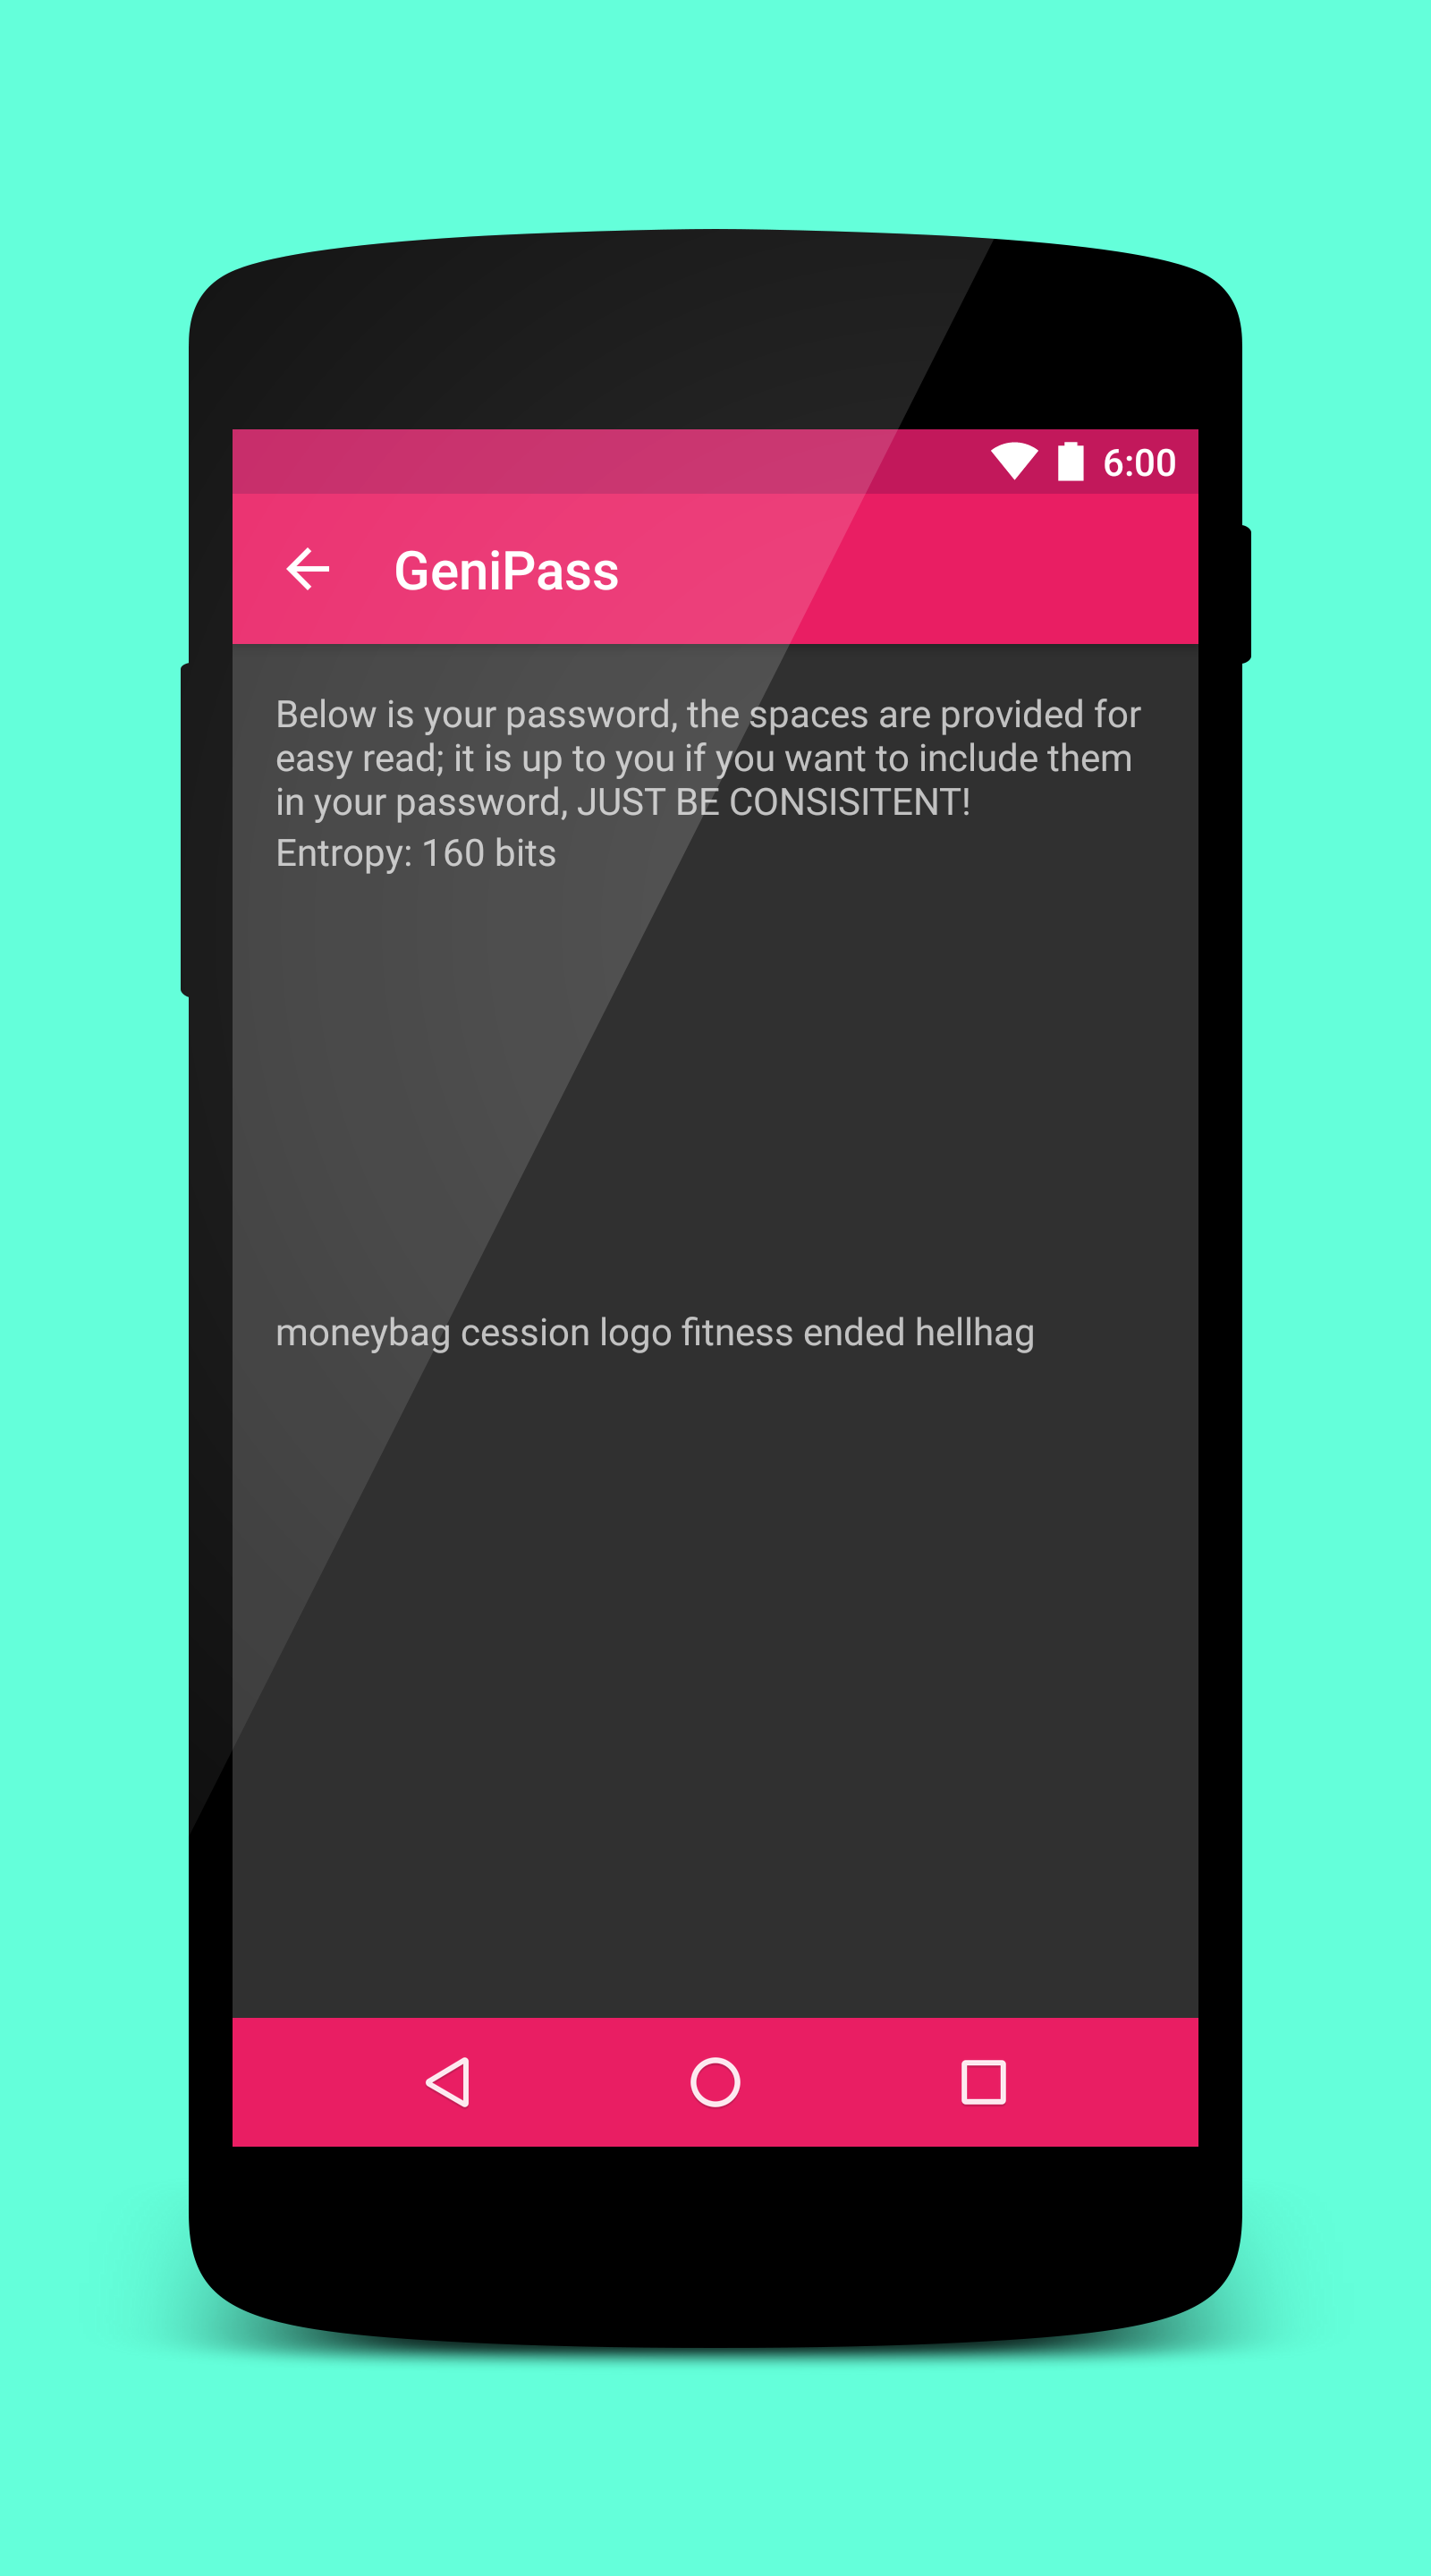 6:00
GeniPass
Below is your password, the spaces are provided for
easy read; it is up to you if you want to include them
in your password, JUST BE CONSISITENT!
Entropy: 160 bits
moneybag cession logo fitness ended hellhag